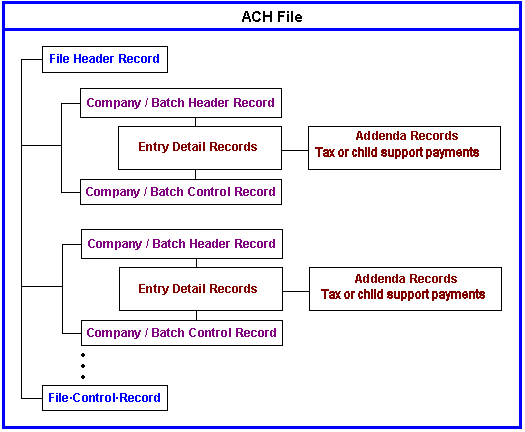 ACH File
File Header Record
Company / Batch Header Record
Entry Detail Records
Addenda Records
Tax or child support payments
Company / Batch Control Record
Company / Batch Header Record
Entry Detail Records
Addenda Records
Tax or child support payments
Company / Batch Control Record
File·Control·Record